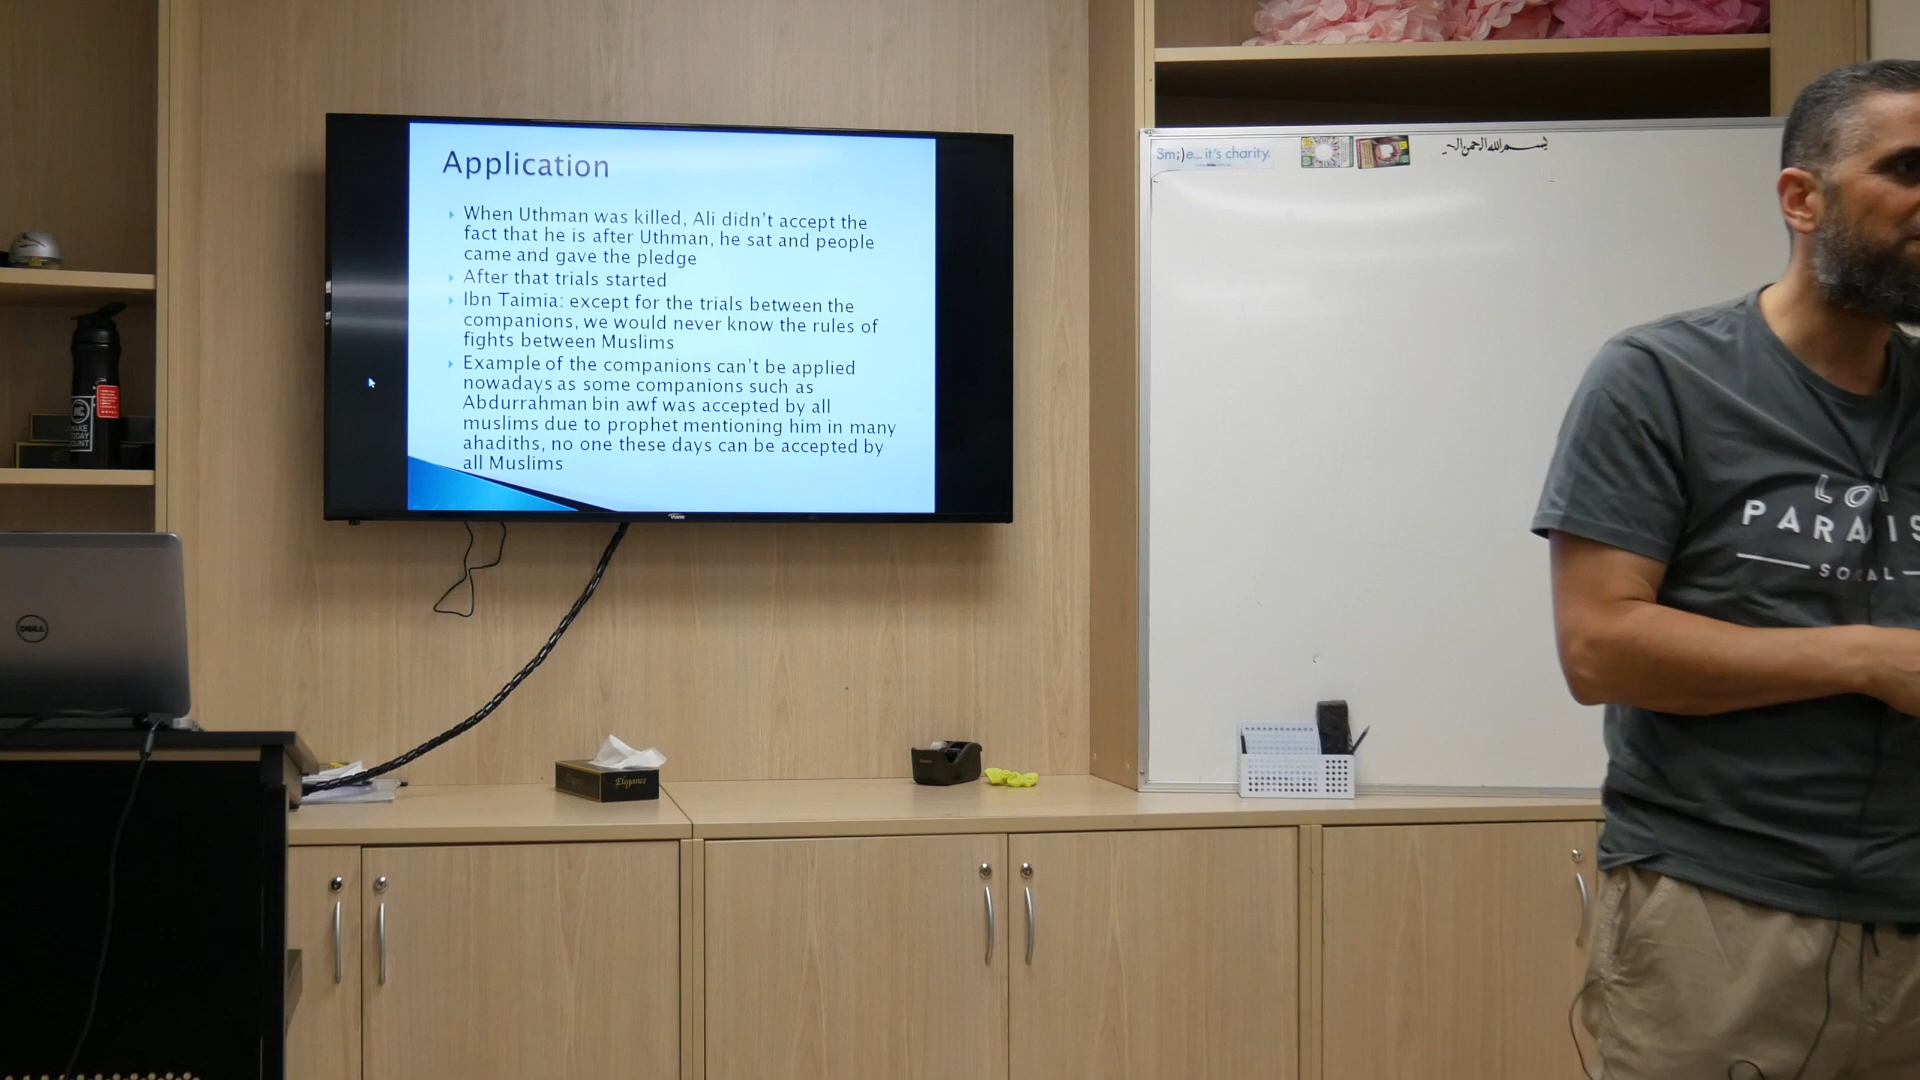 Application
When Uthman was killed, Ali didn't accept the
fact that he is after Uthman, he sat and people
came and gave the pledge
After that trials started
Ibn Taimia: except for the trials between the
companions, we would never know the rules of
fights between Muslims
Example of the companions can't be applied
nowadays as some companions such as
Abdurrahman bin awf was accepted by all
muslims due to prophet mentioning him in many
ahadiths, no one these days can be accepted by
all Muslims
Sm;)e... it's charity.
بسم الله الرحمن
PARA
DELL
Elegance